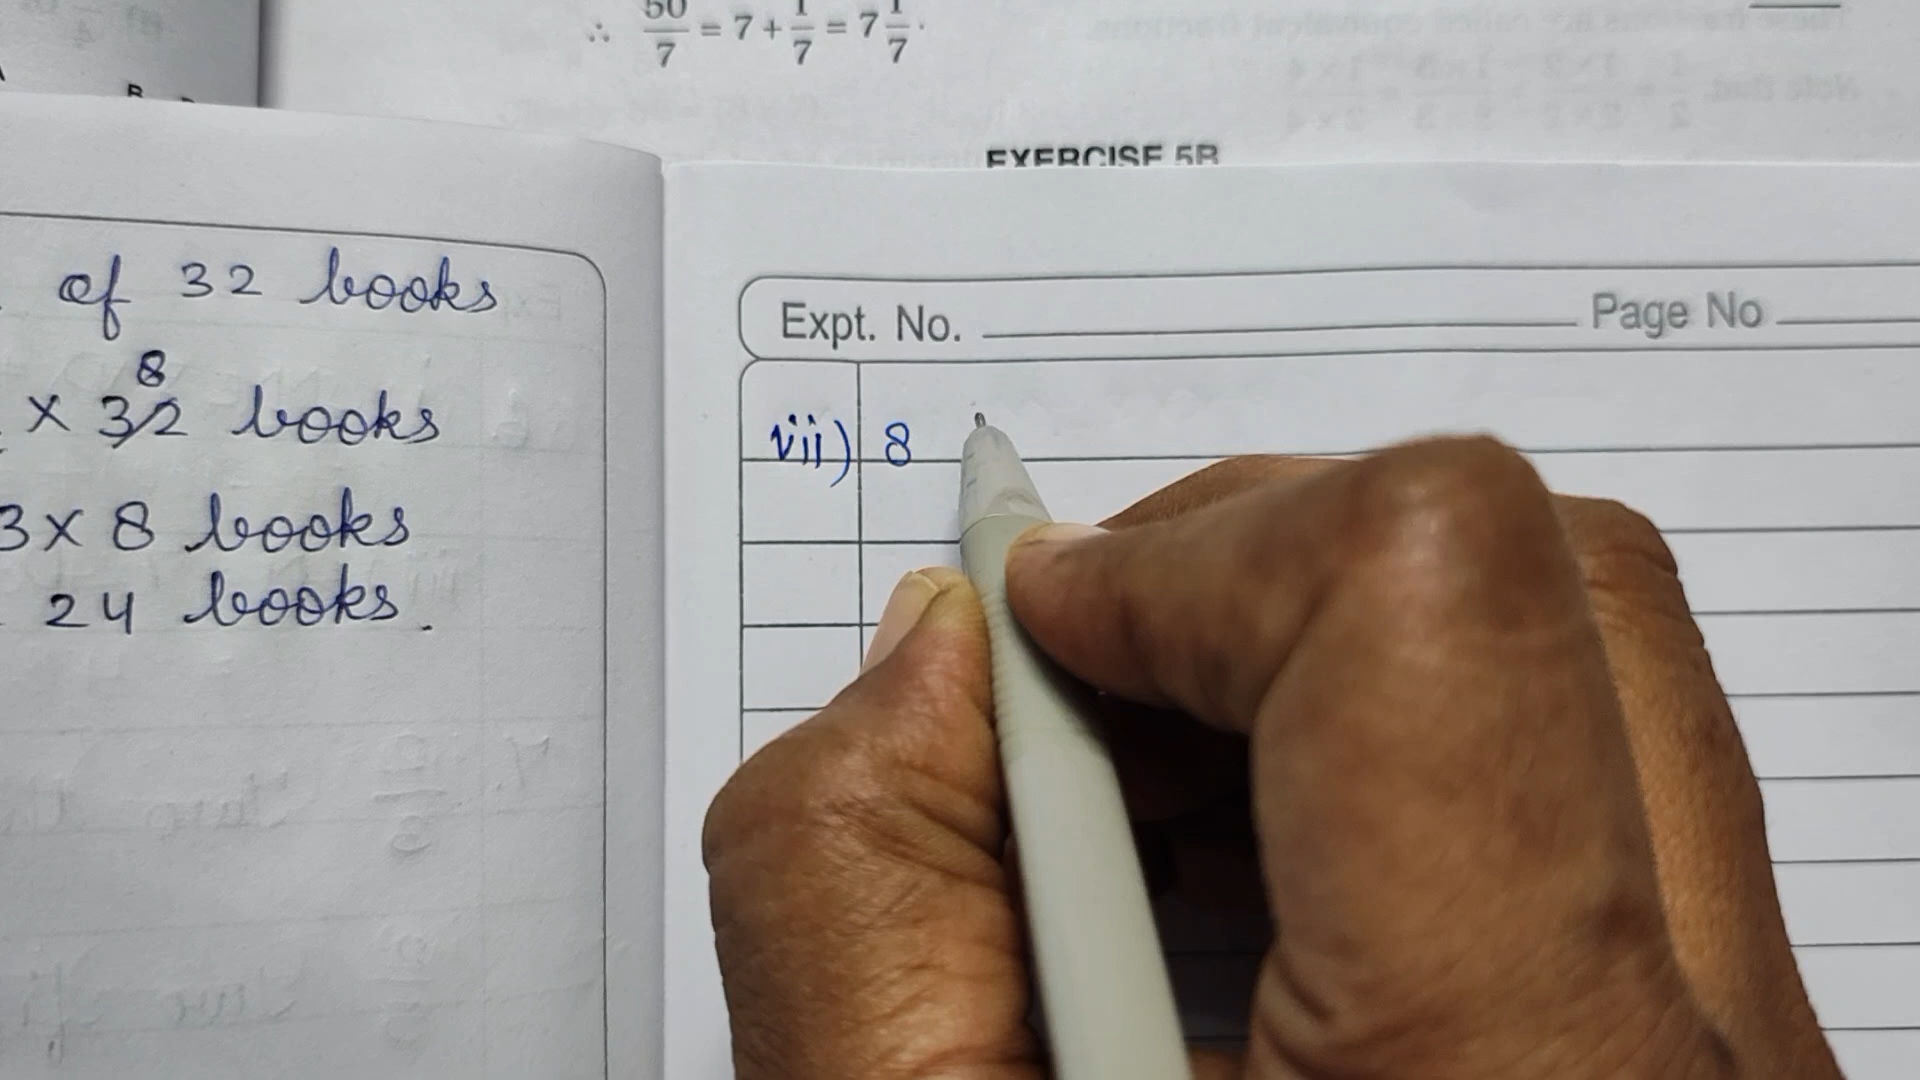 ∴ 50/7 = 7 + 1/7 = 7 1/7.
B
EXERCISE 5B
of 32 books
8
× 32 books
3 × 8 books
24 books.
Expt. No. Page No
vii) 8